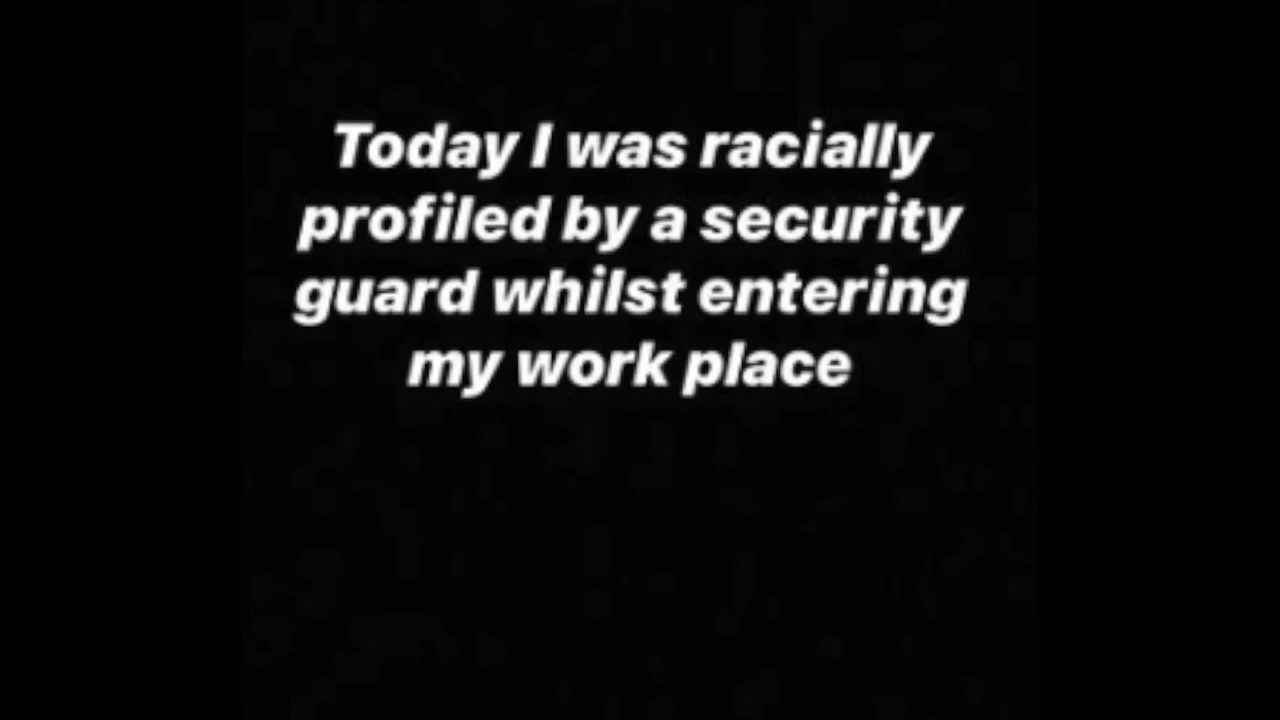 Today I was racially
profiled by a security
guard whilst entering
my work place